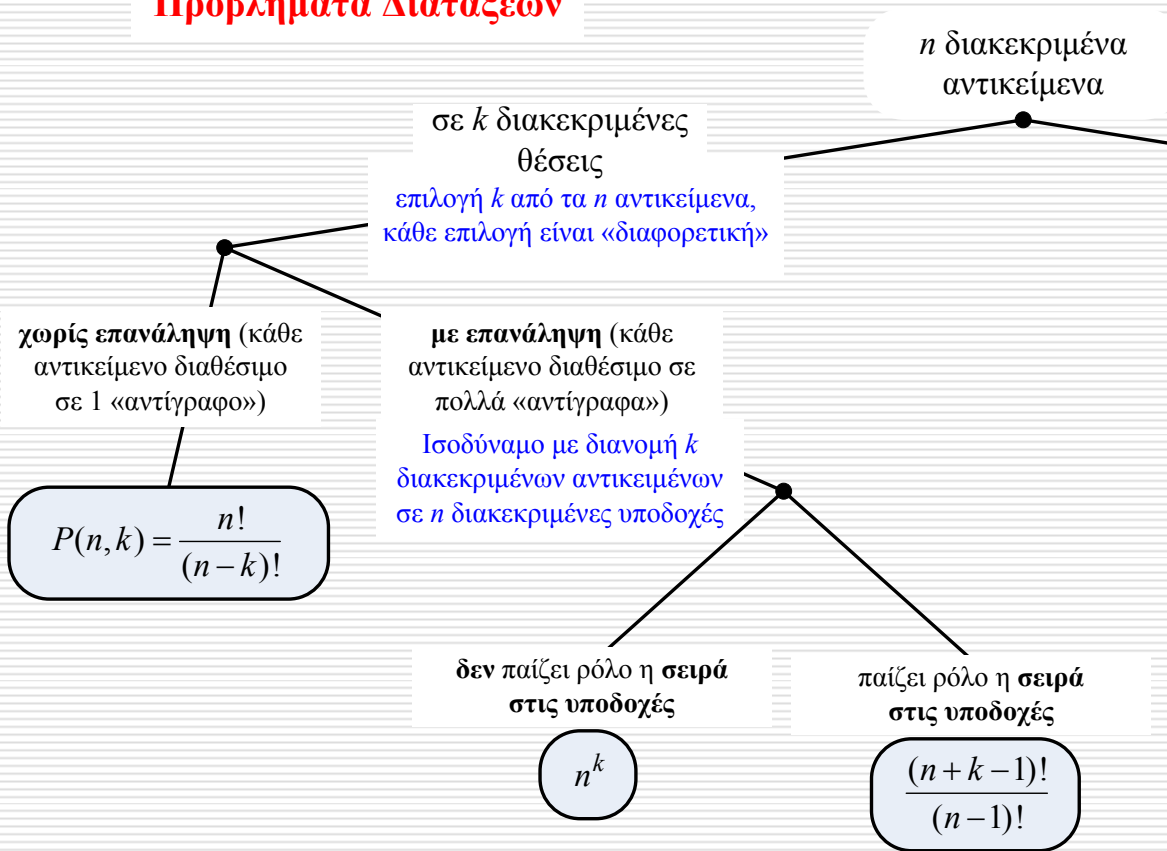 Προβλήματα Διατάξεων
n διακεκριμένα
αντικείμενα
σε k διακεκριμένες
θέσεις
επιλογή k από τα n αντικείμενα,
κάθε επιλογή είναι «διαφορετική»
χωρίς επανάληψη (κάθε
αντικείμενο διαθέσιμο
σε 1 «αντίγραφο»)
με επανάληψη (κάθε
αντικείμενο διαθέσιμο σε
πολλά «αντίγραφα»)
Ισοδύναμο με διανομή k
διακεκριμένων αντικειμένων
σε n διακεκριμένες υποδοχές
P(n, k) = n! / (n − k)!
δεν παίζει ρόλο η σειρά
στις υποδοχές
n^k
παίζει ρόλο η σειρά
στις υποδοχές
(n + k − 1)! / (n − 1)!